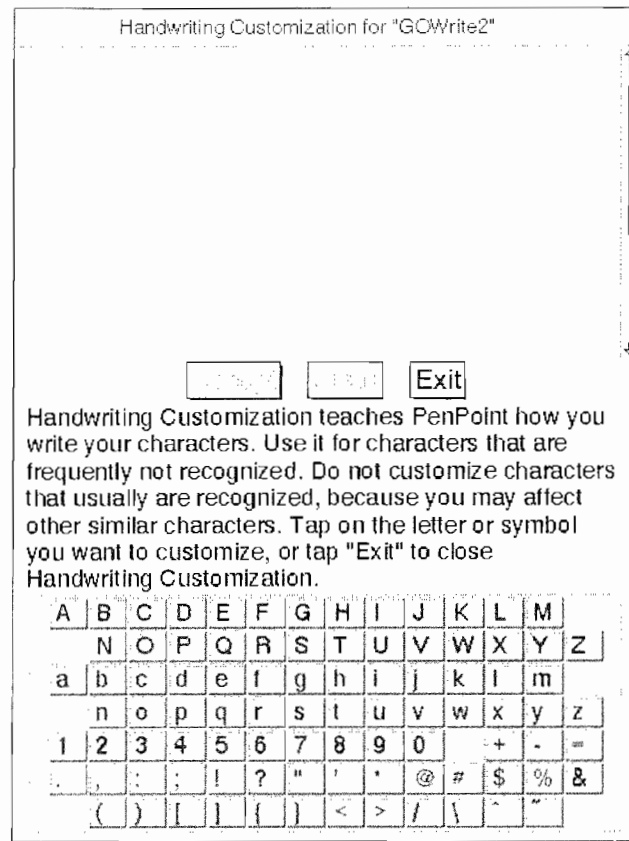 Handwriting Customization for "GOWrite2"
Exit
Handwriting Customization teaches PenPoint how you
write your characters. Use it for characters that are
frequently not recognized. Do not customize characters
that usually are recognized, because you may affect
other similar characters. Tap on the letter or symbol
you want to customize, or tap "Exit" to close
Handwriting Customization.
A B C D E F G H I J K L M
N O P Q R S T U V W X Y Z
a b c d e f g h i j k l m
n o p q r s t u v w x y z
1 2 3 4 5 6 7 8 9 0 + - =
. , : ; ! ? " ' * @ # $ % &
( ) [ ] { } < > / \ ^ ~